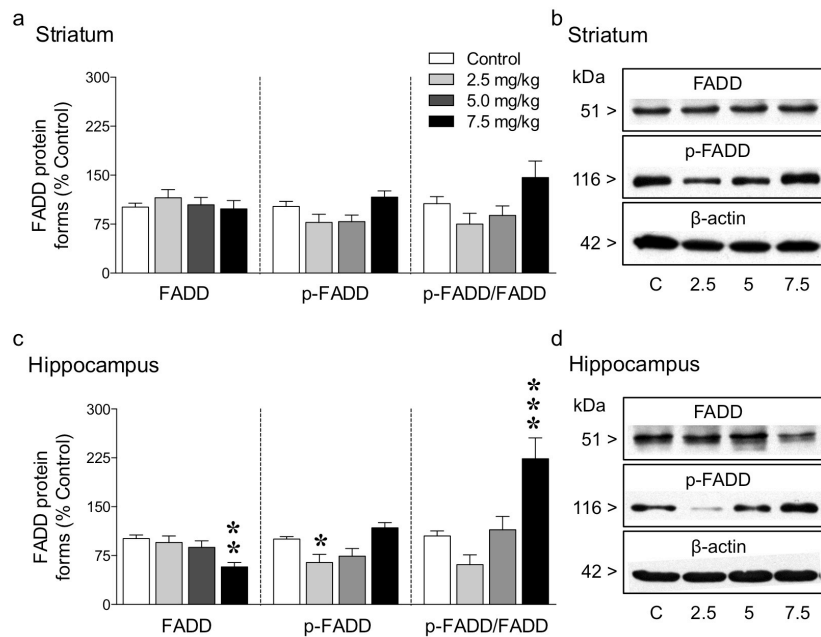 a
Striatum
Control
2.5 mg/kg
5.0 mg/kg
7.5 mg/kg
FADD protein
forms (% Control)
300
225
150
75
0
FADD
p-FADD
p-FADD/FADD
b
Striatum
kDa
FADD
51 >
p-FADD
116 >
β-actin
42 >
C 2.5 5 7.5
c
Hippocampus
FADD protein
forms (% Control)
300
225
150
75
0
**
*
***
FADD
p-FADD
p-FADD/FADD
d
Hippocampus
kDa
FADD
51 >
p-FADD
116 >
β-actin
42 >
C 2.5 5 7.5